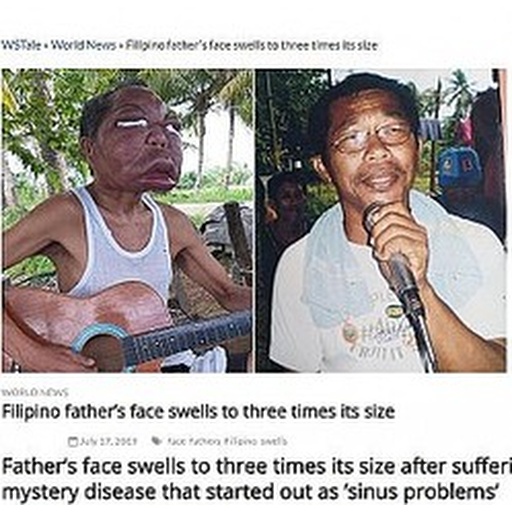 WSTale » World News » Filipino father's face swells to three times its size
WORLD NEWS
Filipino father's face swells to three times its size
July 17, 2019 face fathers Filipino swells
Father's face swells to three times its size after sufferi
mystery disease that started out as 'sinus problems'